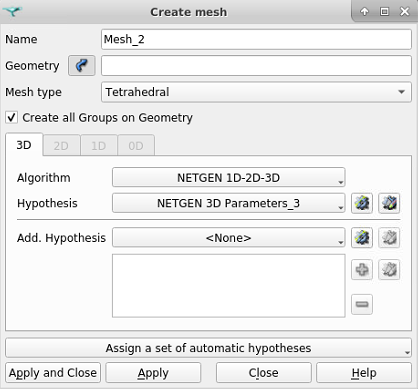 Create mesh
Name Mesh_2
Geometry
Mesh type Tetrahedral
Create all Groups on Geometry
3D 2D 1D 0D
Algorithm NETGEN 1D-2D-3D
Hypothesis NETGEN 3D Parameters_3
Add. Hypothesis <None>
Assign a set of automatic hypotheses
Apply and Close Apply Close Help